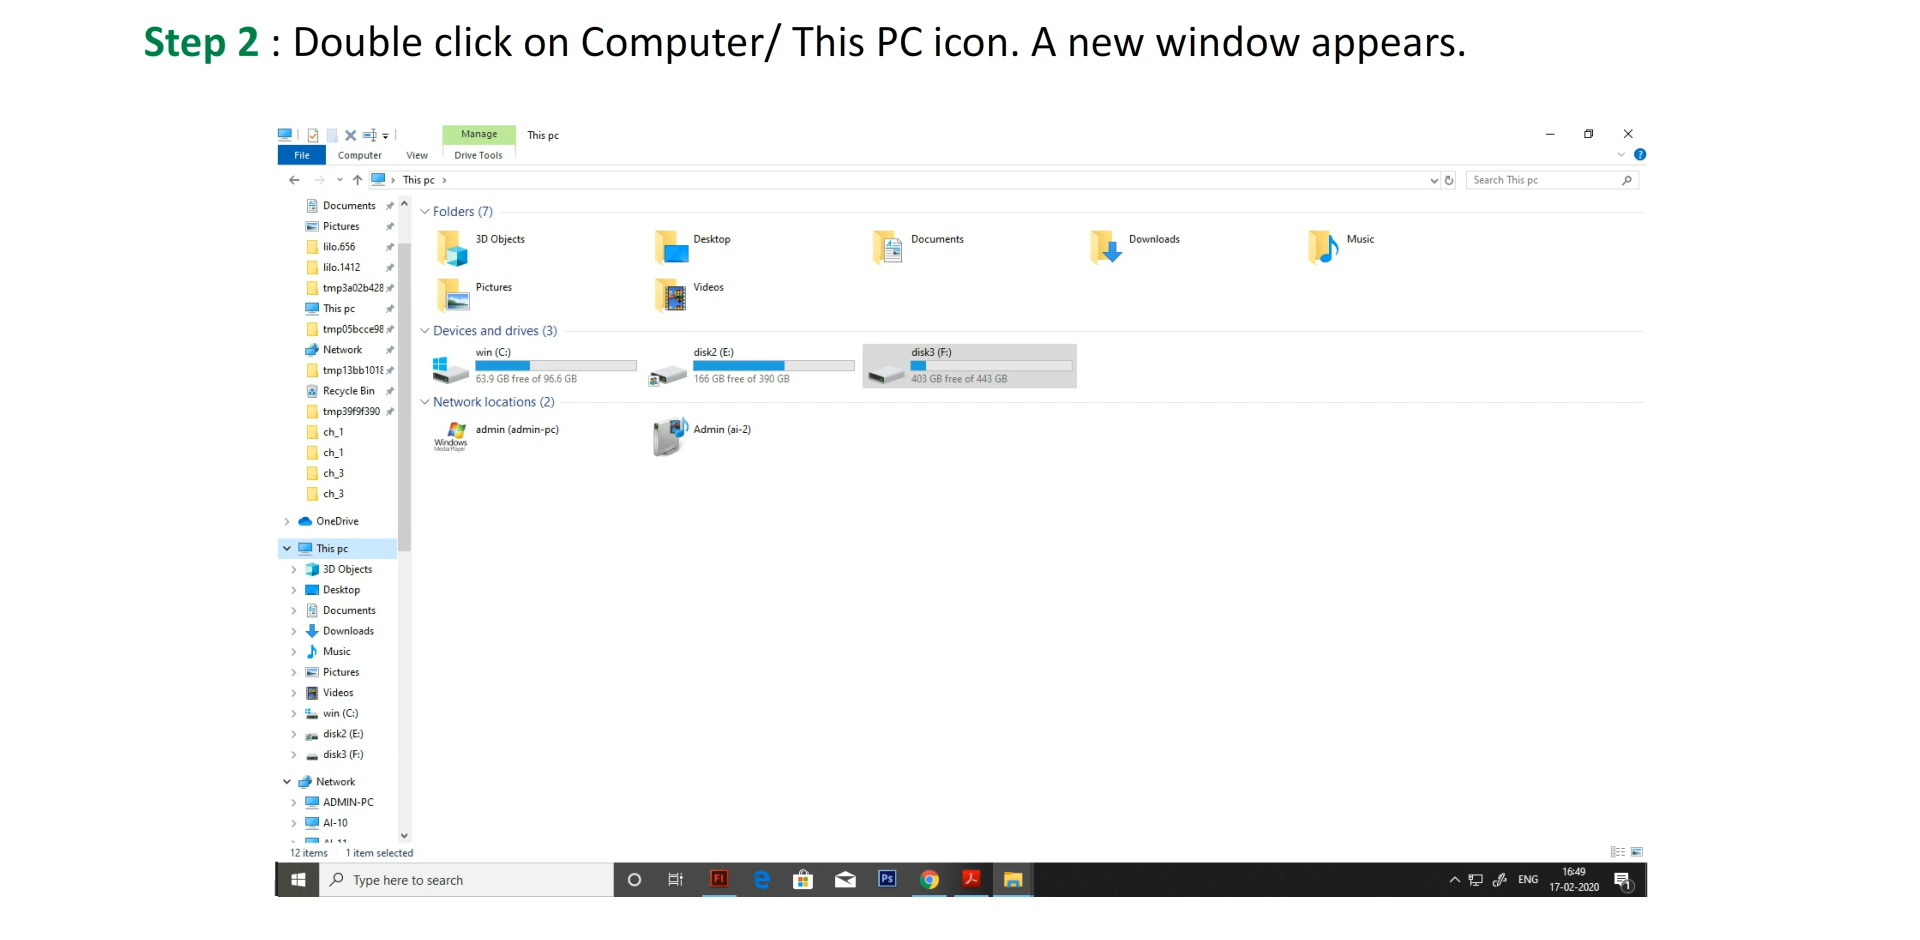 Step 2 : Double click on Computer/ This PC icon. A new window appears.
Manage
This pc
File
Computer
View
Drive Tools
This pc
Search This pc
Documents
Pictures
lilo.656
lilo.1412
tmp3a02b428
This pc
tmp05bcce98
Network
tmp13bb1018
Recycle Bin
tmp39f9f390
ch_1
ch_1
ch_3
ch_3
OneDrive
This pc
3D Objects
Desktop
Documents
Downloads
Music
Pictures
Videos
win (C:)
disk2 (E:)
disk3 (F:)
Network
ADMIN-PC
AI-10
Folders (7)
3D Objects
Desktop
Documents
Downloads
Music
Pictures
Videos
Devices and drives (3)
win (C:)
63.9 GB free of 96.6 GB
disk2 (E:)
166 GB free of 390 GB
disk3 (F:)
403 GB free of 443 GB
Network locations (2)
Windows
Media Player
admin (admin-pc)
Admin (ai-2)
12 items
1 item selected
Type here to search
Fl
Ps
ENG
16:49
17-02-2020
1